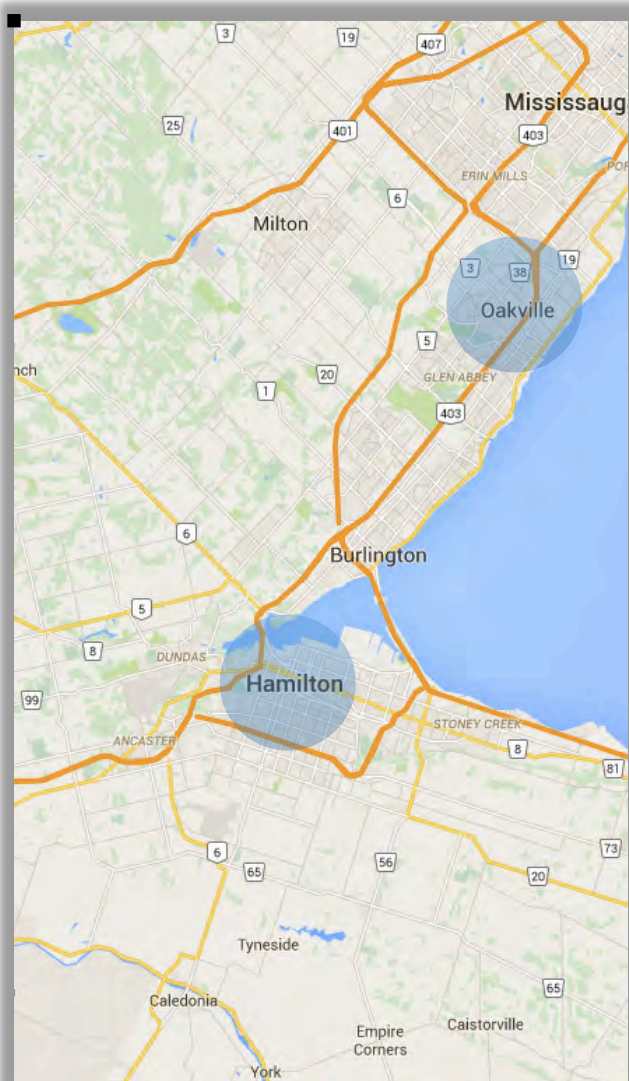 3
19
407
Mississaug
25
401
403
ERIN MILLS
POR
6
Milton
3
38
19
Oakville
5
nch
20
GLEN ABBEY
1
403
6
Burlington
5
8
DUNDAS
Hamilton
99
STONEY CREEK
ANCASTER
8
81
6
73
56
65
20
Tyneside
65
Caledonia
Caistorville
Empire
Corners
York